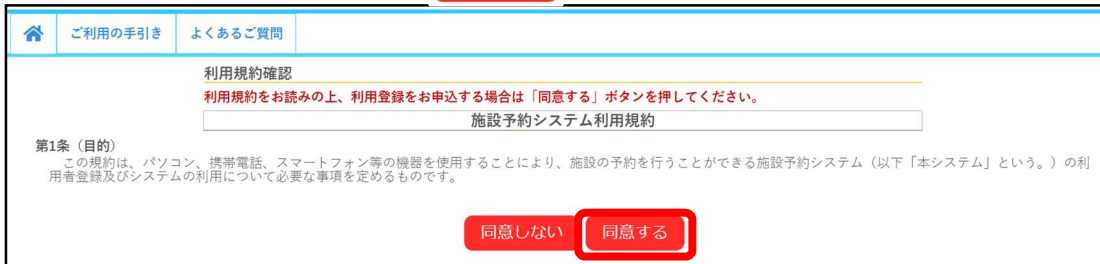 ご利用の手引き よくあるご質問
利用規約確認
利用規約をお読みの上、利用登録をお申込する場合は「同意する」ボタンを押してください。
施設予約システム利用規約
第1条（目的）
この規約は、パソコン、携帯電話、スマートフォン等の機器を使用することにより、施設の予約を行うことができる施設予約システム（以下「本システム」という。）の利
用者登録及びシステムの利用について必要な事項を定めるものです。
同意しない 同意する